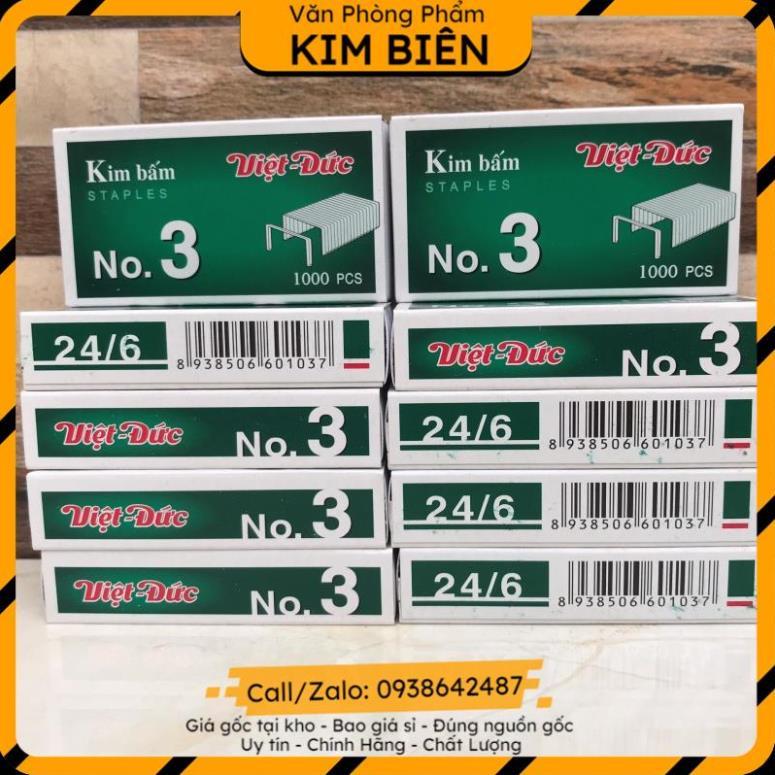 Văn Phòng Phẩm
KIM BIÊN
Kim bấm
STAPLES
Việt-Đức
No. 3
1000 PCS
Kim bấm
STAPLES
Việt-Đức
No. 3
1000 PCS
24/6
8 938506 601037
Việt-Đức No. 3
Việt-Đức No. 3
24/6
8 938506 601037
Việt-Đức No. 3
24/6
8 938506 601037
Việt-Đức No. 3
24/6
8 938506 601037
Call/Zalo: 0938642487
Giá gốc tại kho - Bao giá sỉ - Đúng nguồn gốc
Uy tín - Chính Hãng - Chất Lượng